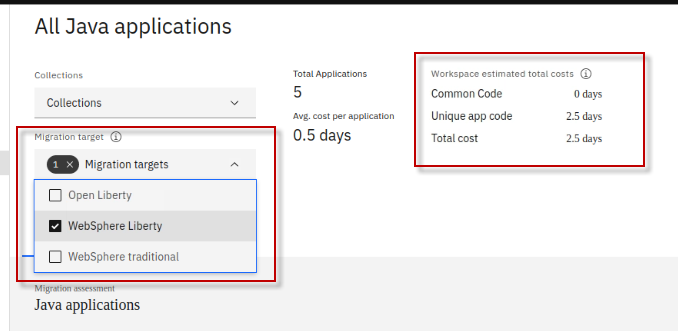 All Java applications
Collections
Collections
Migration target
1 × Migration targets
Open Liberty
WebSphere Liberty
WebSphere traditional
Total Applications
5
Avg. cost per application
0.5 days
Workspace estimated total costs
Common Code 0 days
Unique app code 2.5 days
Total cost 2.5 days
Migration assessment
Java applications